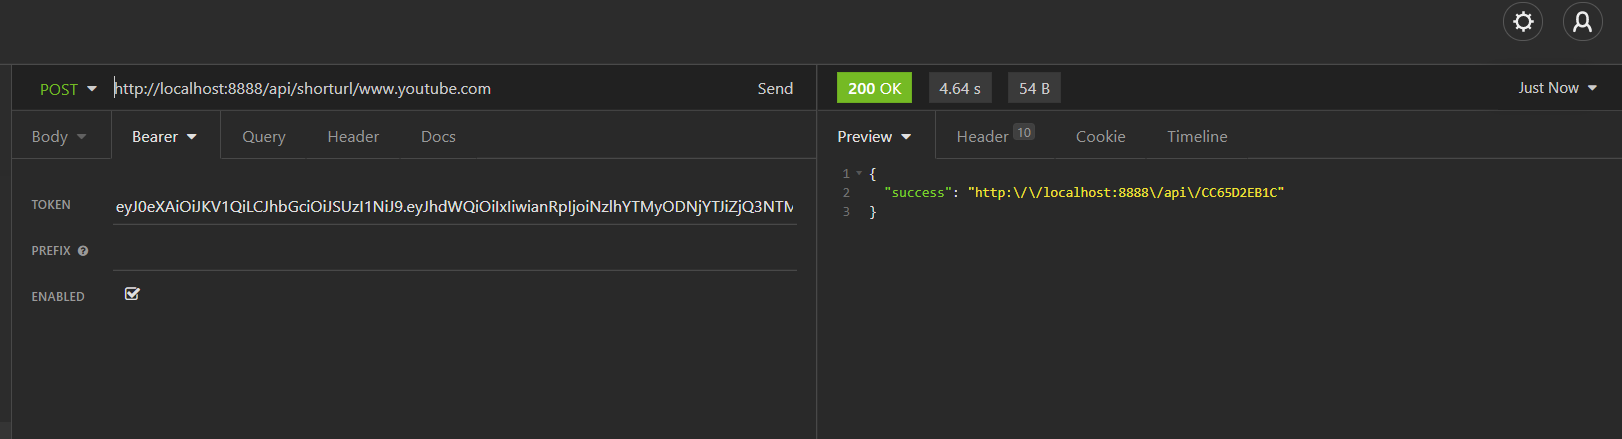 POST http://localhost:8888/api/shorturl/www.youtube.com Send
200 OK 4.64 s 54 B Just Now
Body Bearer Query Header Docs
Preview Header 10 Cookie Timeline
TOKEN eyJ0eXAiOiJKV1QiLCJhbGciOiJSUzI1NiJ9.eyJhdWQiOiIxIiwianRpIjoiNzlhYTMyODNjYTJiZjQ3NTM
PREFIX ?
ENABLED
1 {
2 "success": "http:\/\/localhost:8888\/api\/CC65D2EB1C"
3 }